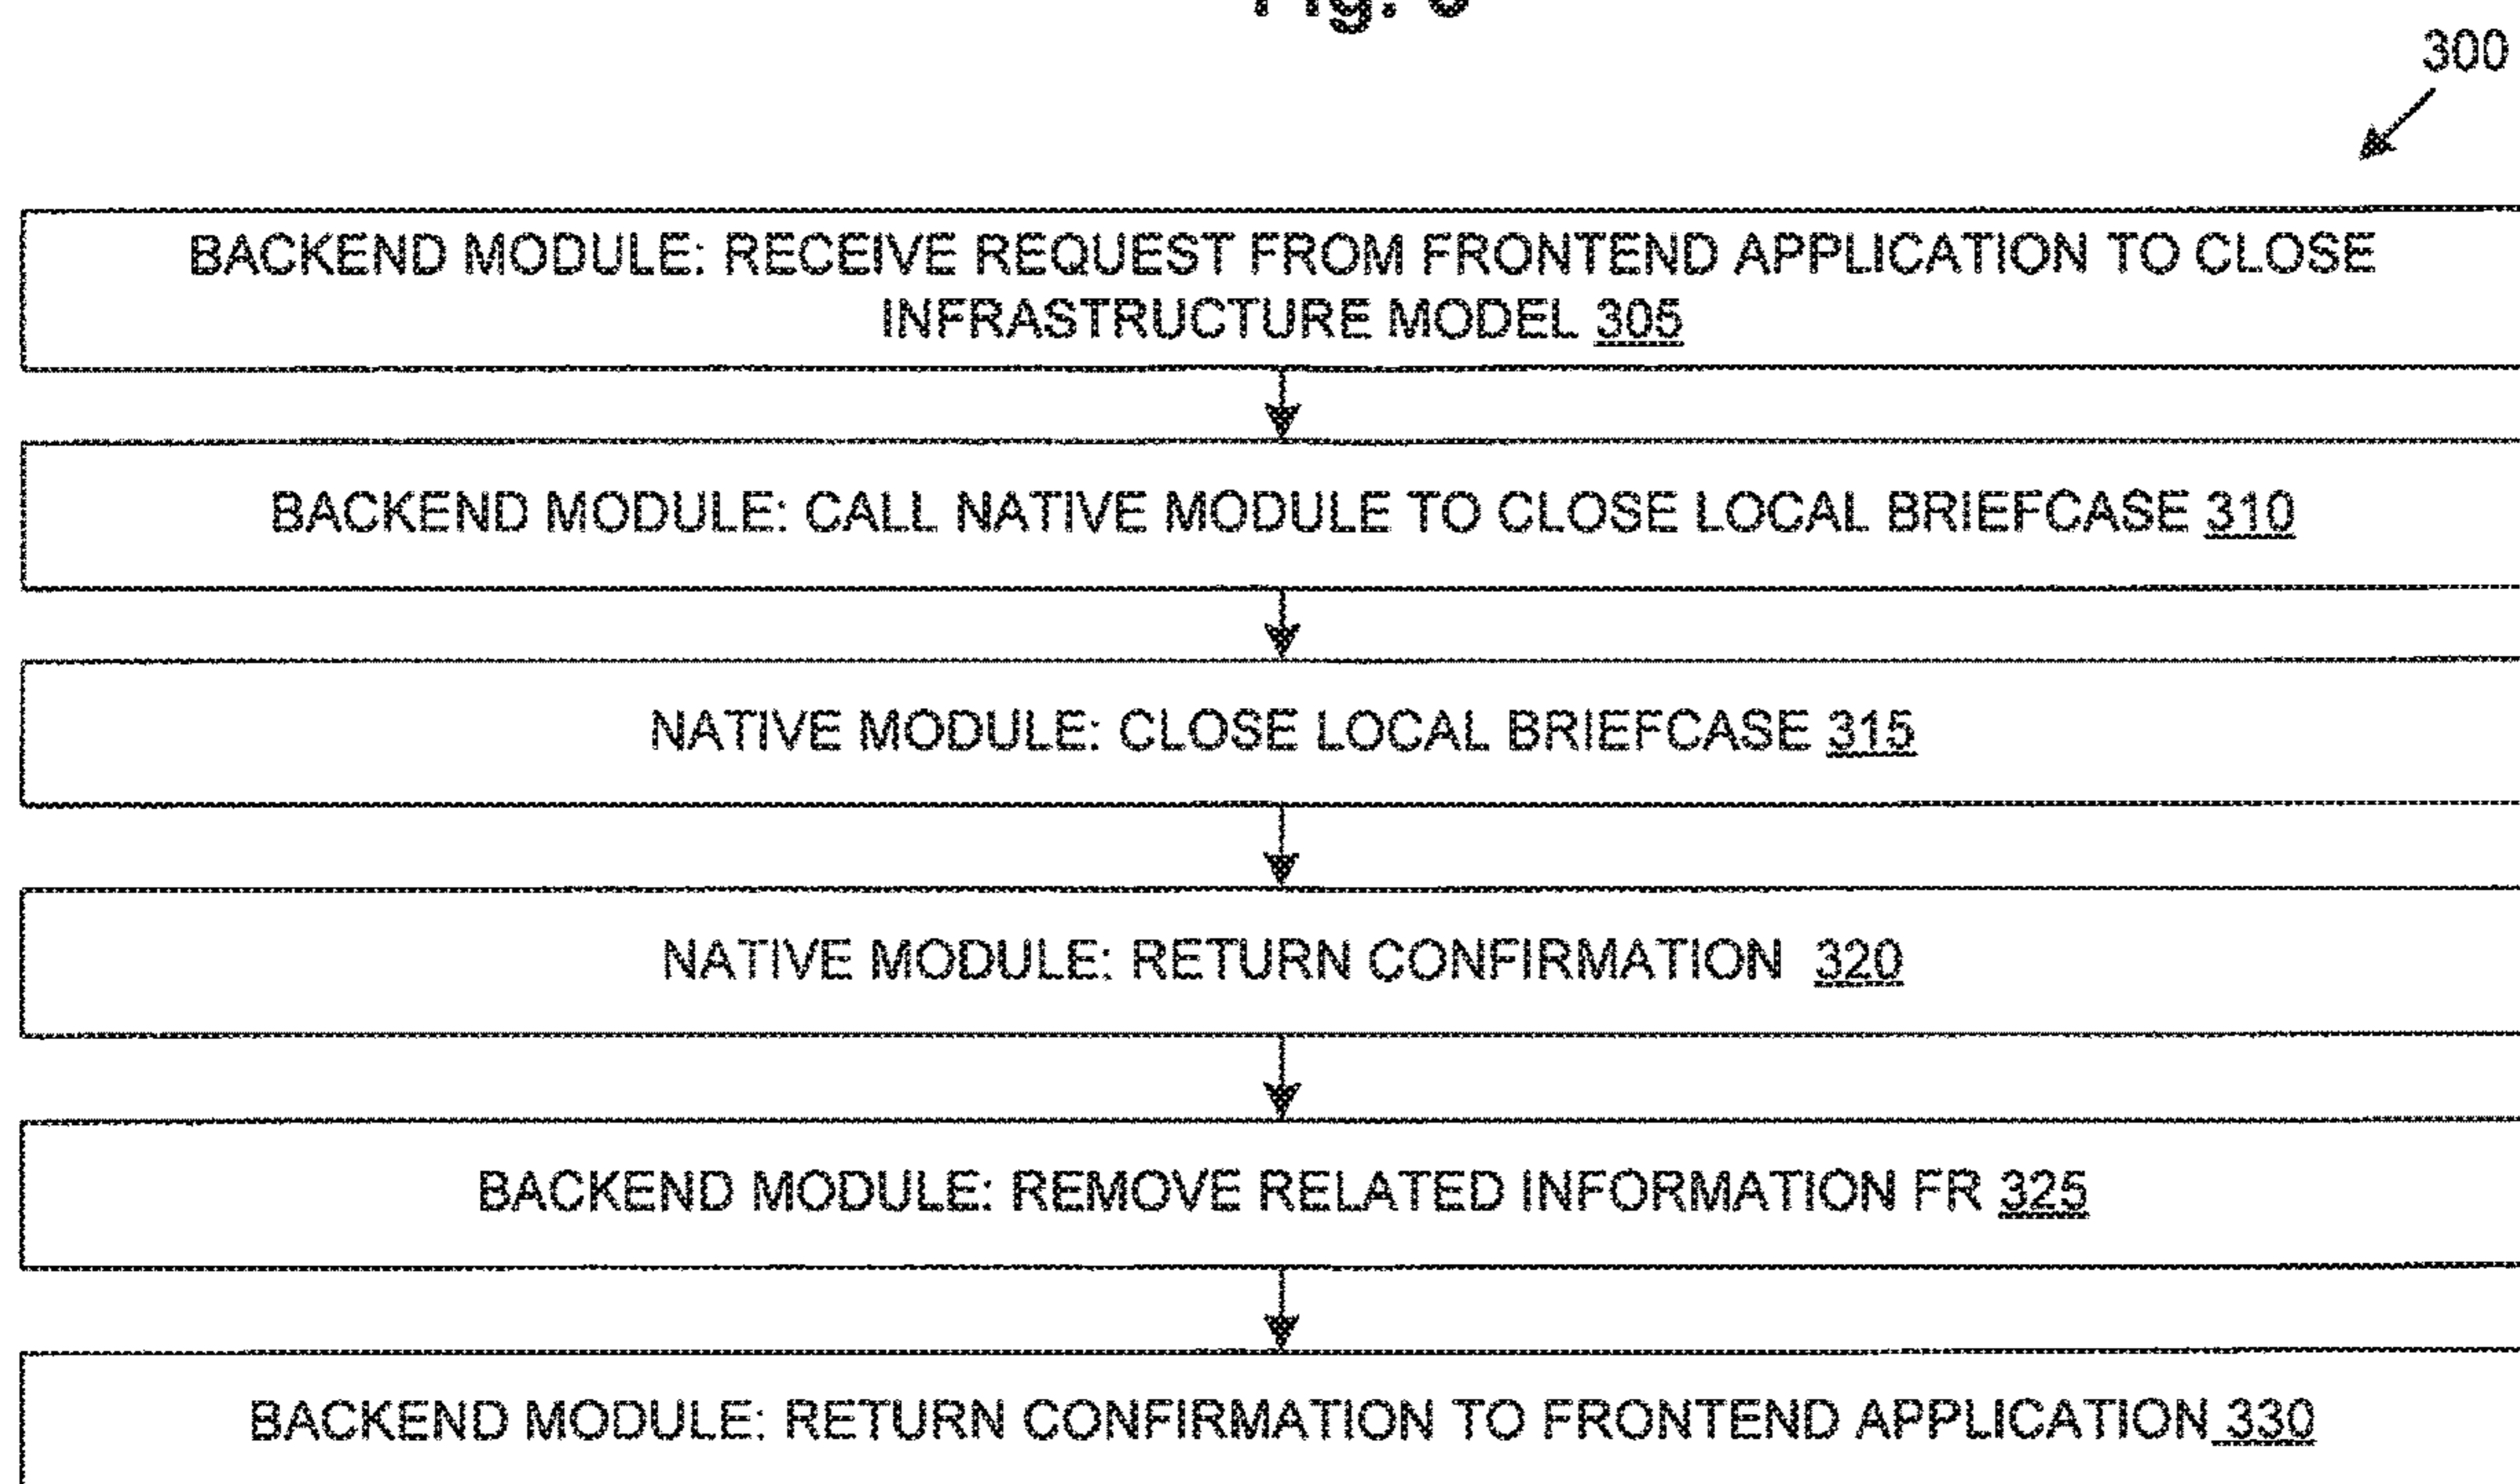 300
BACKEND MODULE: RECEIVE REQUEST FROM FRONTEND APPLICATION TO CLOSE
INFRASTRUCTURE MODEL 305
BACKEND MODULE: CALL NATIVE MODULE TO CLOSE LOCAL BRIEFCASE 310
NATIVE MODULE: CLOSE LOCAL BRIEFCASE 315
NATIVE MODULE: RETURN CONFIRMATION 320
BACKEND MODULE: REMOVE RELATED INFORMATION FR 325
BACKEND MODULE: RETURN CONFIRMATION TO FRONTEND APPLICATION 330